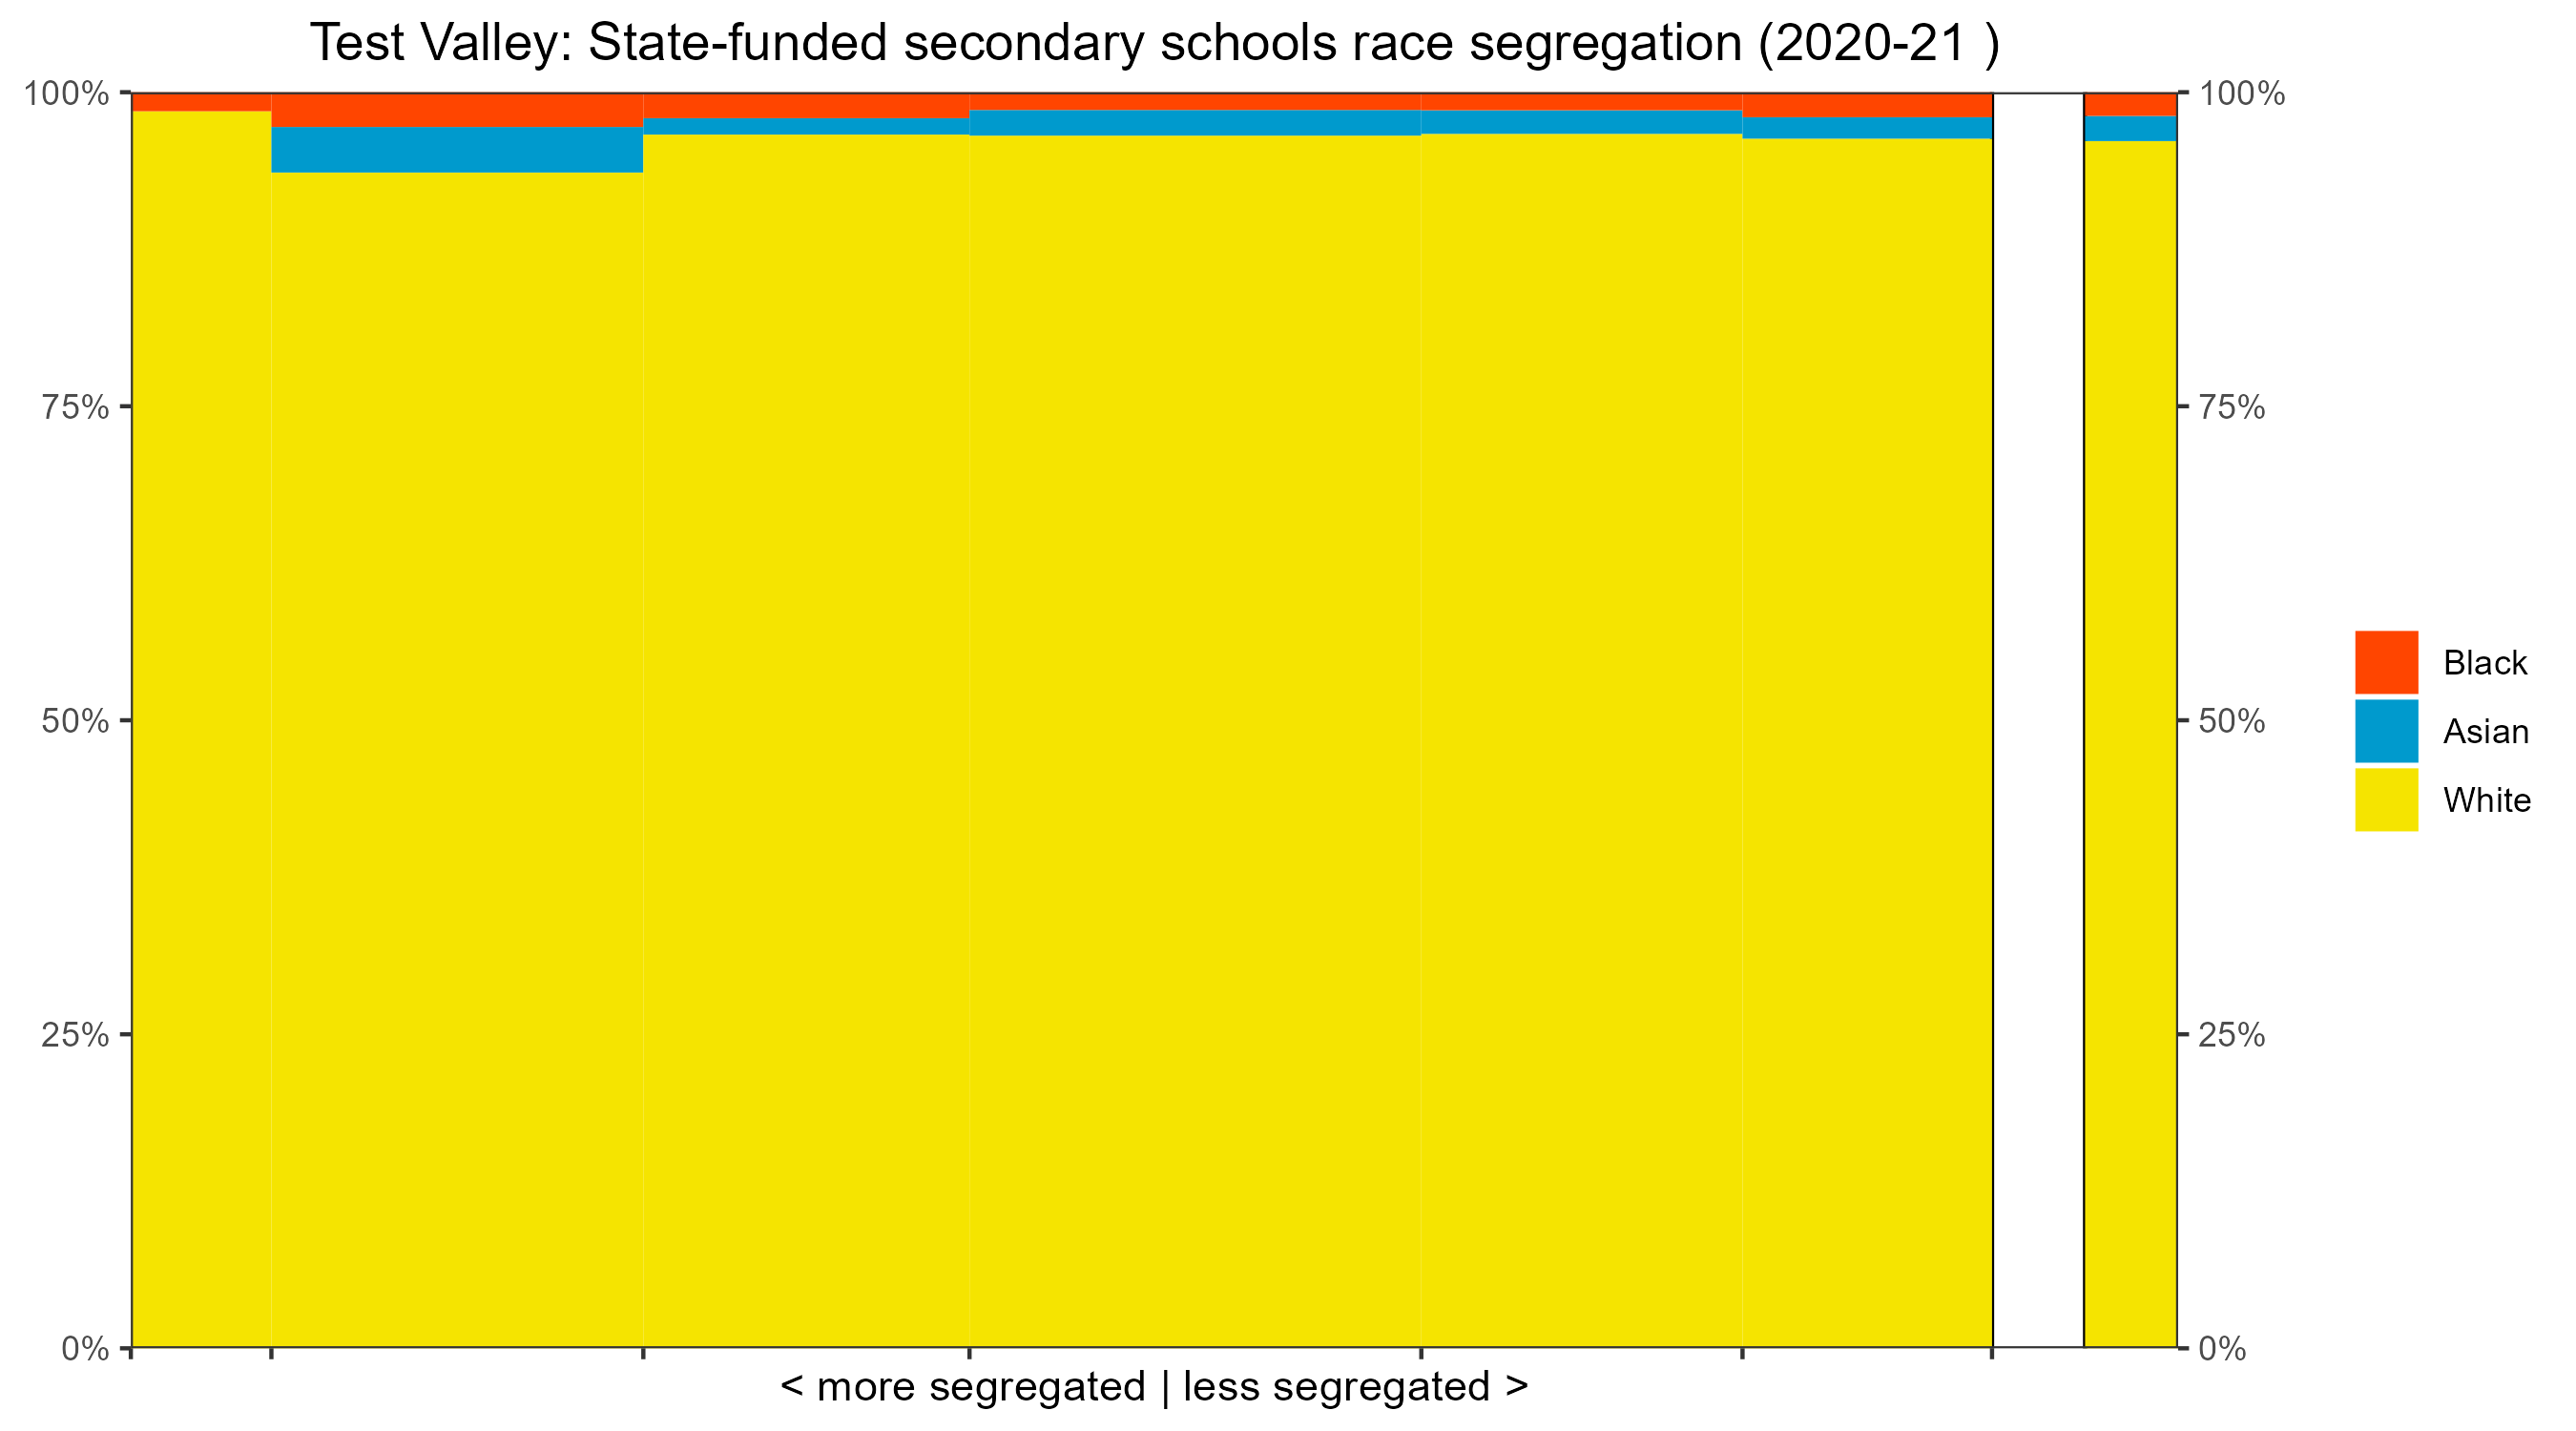 Test Valley: State-funded secondary schools race segregation (2020-21 )
100%
75%
50%
25%
0%
100%
75%
50%
25%
0%
Black
Asian
White
< more segregated | less segregated >